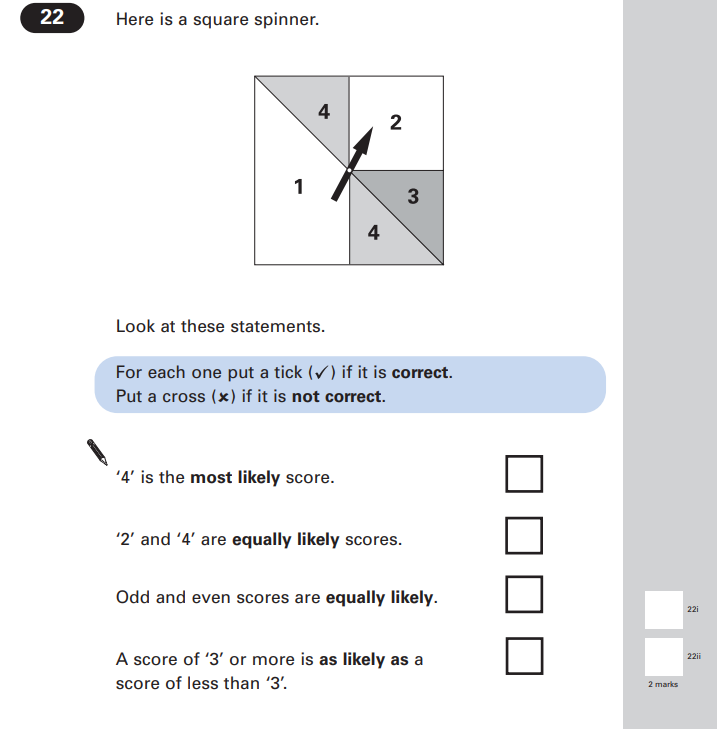 22
Here is a square spinner.
4
2
1
3
4
Look at these statements.
For each one put a tick (✓) if it is correct.
Put a cross (✗) if it is not correct.
‘4’ is the most likely score.
‘2’ and ‘4’ are equally likely scores.
Odd and even scores are equally likely.
22i
A score of ‘3’ or more is as likely as a
score of less than ‘3’.
22ii
2 marks